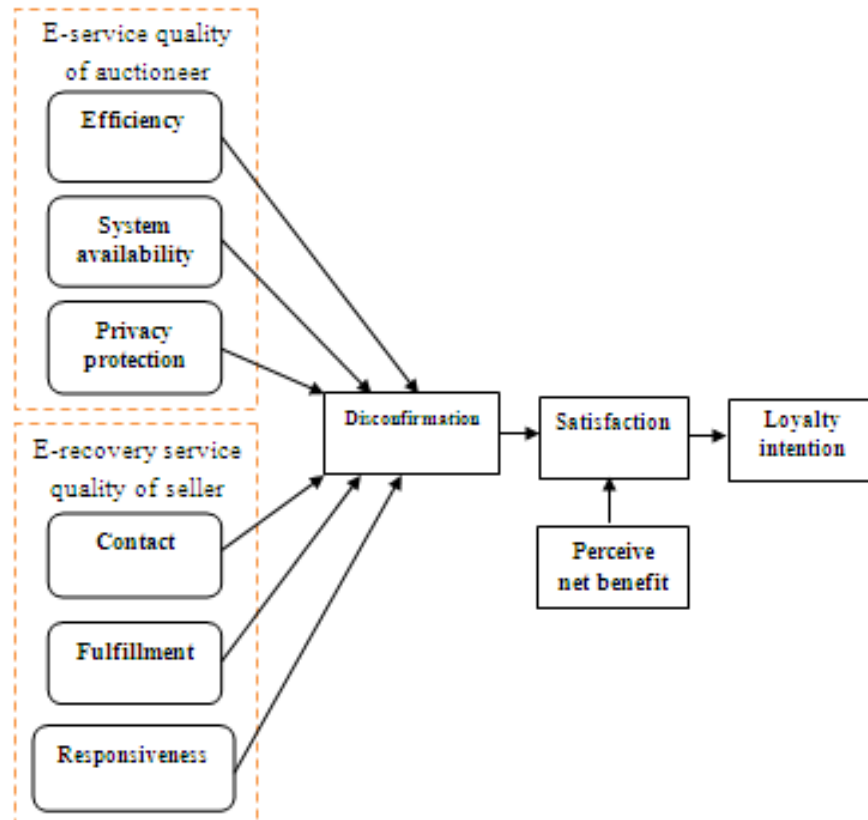 E-service quality
of auctioneer
Efficiency
System
availability
Privacy
protection
E-recovery service
quality of seller
Contact
Fulfillment
Responsiveness
Disconfirmation
Satisfaction
Loyalty
intention
Perceive
net benefit